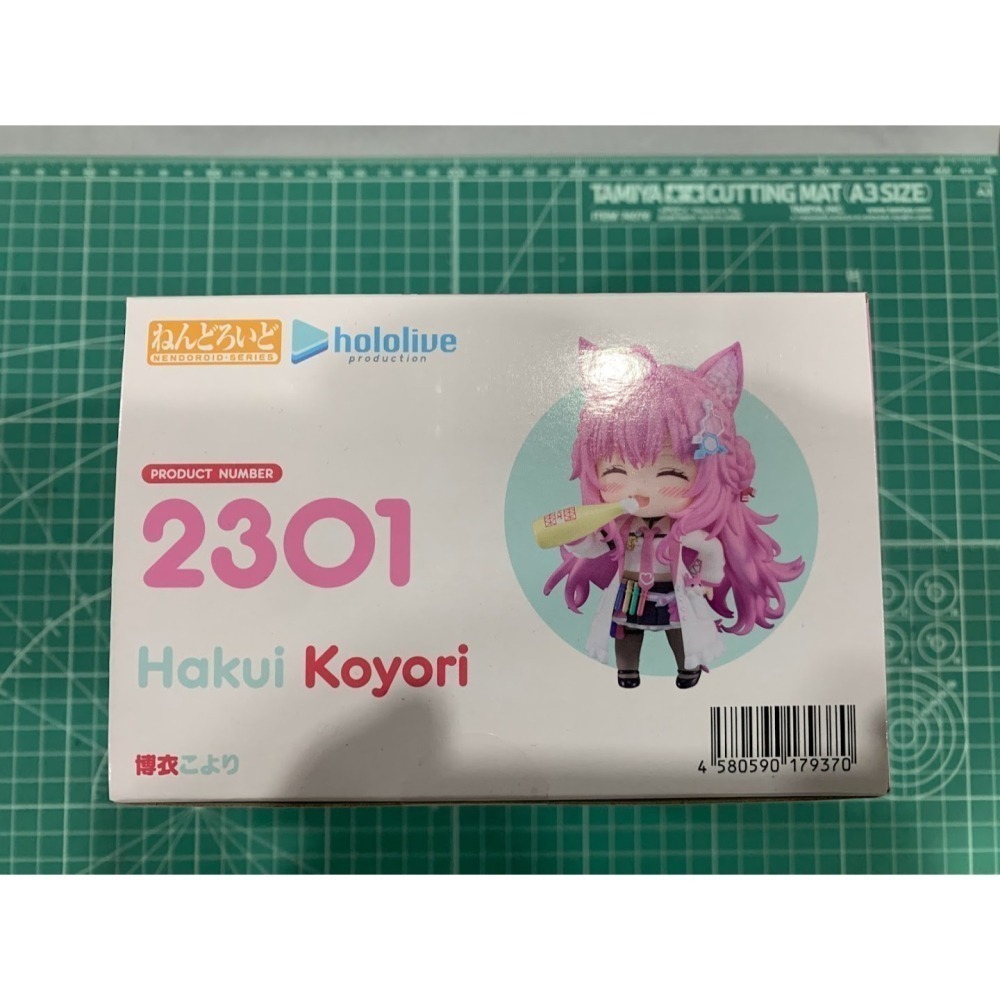 TAMIYA CUTTING MAT (A3 SIZE)
ねんどろいど
NENDOROID·SERIES
hololive
production
PRODUCT NUMBER
2301
Hakui Koyori
博衣こより
4 580590 179370